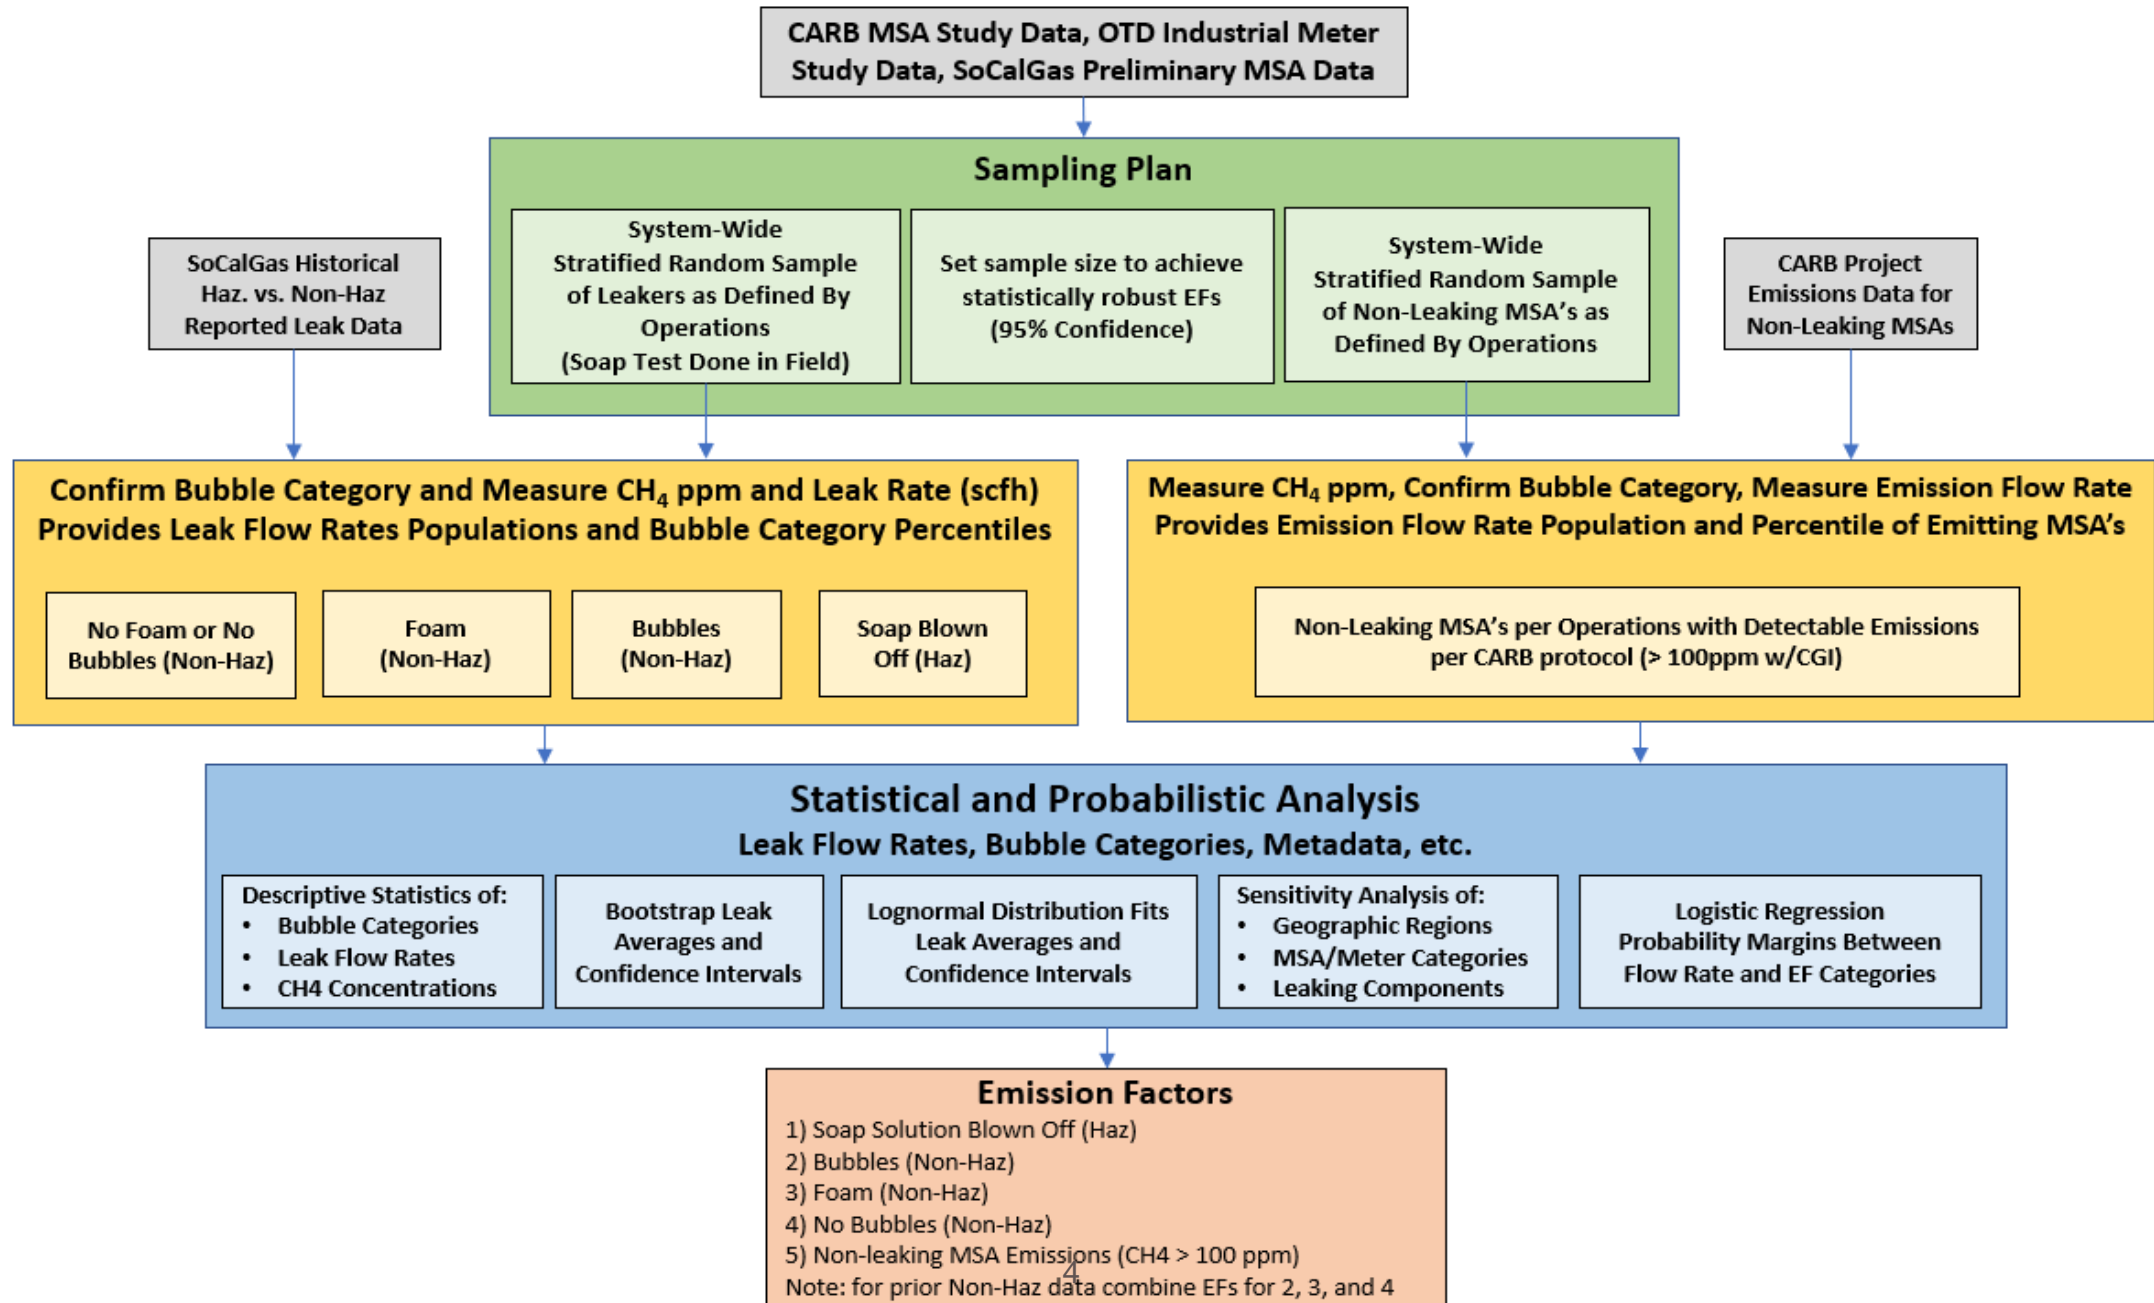 CARB MSA Study Data, OTD Industrial Meter
Study Data, SoCalGas Preliminary MSA Data
Sampling Plan
System-Wide
Stratified Random Sample
of Leakers as Defined By
Operations
(Soap Test Done in Field)
Set sample size to achieve
statistically robust EFs
(95% Confidence)
System-Wide
Stratified Random Sample
of Non-Leaking MSA's as
Defined By Operations
SoCalGas Historical
Haz. vs. Non-Haz
Reported Leak Data
CARB Project
Emissions Data for
Non-Leaking MSAs
Confirm Bubble Category and Measure CH₄ ppm and Leak Rate (scfh)
Provides Leak Flow Rates Populations and Bubble Category Percentiles
No Foam or No
Bubbles (Non-Haz)
Foam
(Non-Haz)
Bubbles
(Non-Haz)
Soap Blown
Off (Haz)
Measure CH₄ ppm, Confirm Bubble Category, Measure Emission Flow Rate
Provides Emission Flow Rate Population and Percentile of Emitting MSA's
Non-Leaking MSA's per Operations with Detectable Emissions
per CARB protocol (> 100ppm w/CGI)
Statistical and Probabilistic Analysis
Leak Flow Rates, Bubble Categories, Metadata, etc.
Descriptive Statistics of:
• Bubble Categories
• Leak Flow Rates
• CH4 Concentrations
Bootstrap Leak
Averages and
Confidence Intervals
Lognormal Distribution Fits
Leak Averages and
Confidence Intervals
Sensitivity Analysis of:
• Geographic Regions
• MSA/Meter Categories
• Leaking Components
Logistic Regression
Probability Margins Between
Flow Rate and EF Categories
Emission Factors
1) Soap Solution Blown Off (Haz)
2) Bubbles (Non-Haz)
3) Foam (Non-Haz)
4) No Bubbles (Non-Haz)
5) Non-leaking MSA Emissions (CH4 > 100 ppm)
Note: for prior Non-Haz data combine EFs for 2, 3, and 4
4